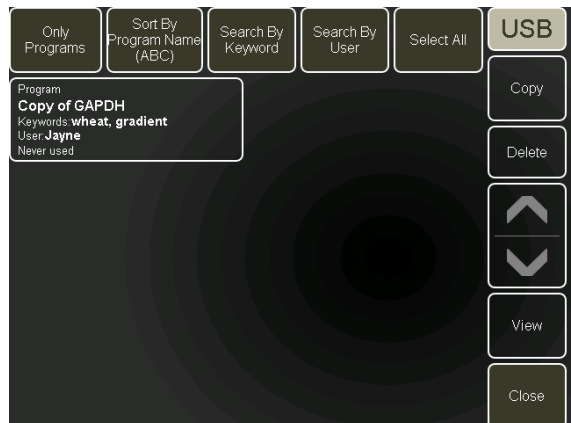 Only
Programs
Sort By
Program Name
(ABC)
Search By
Keyword
Search By
User
Select All
USB
Program
Copy of GAPDH
Keywords:wheat, gradient
User:Jayne
Never used
Copy
Delete
View
Close